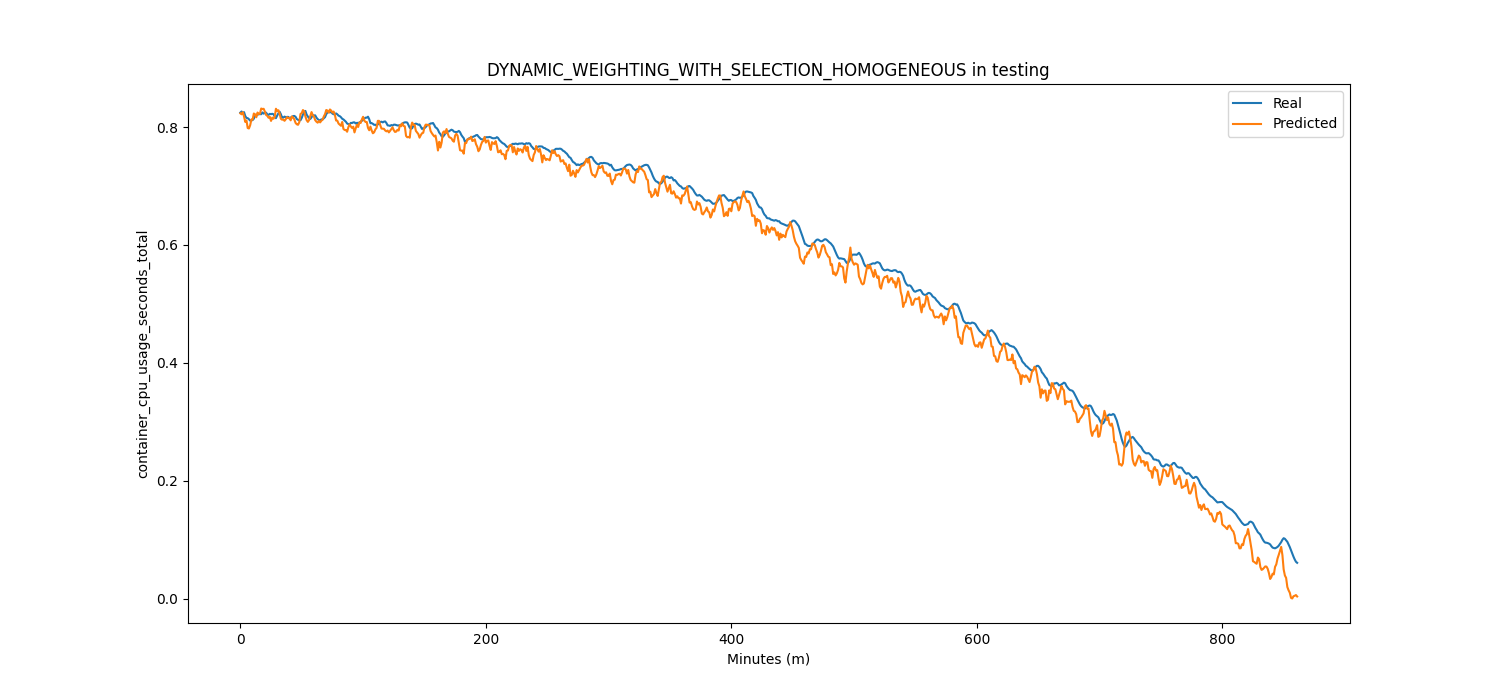 DYNAMIC_WEIGHTING_WITH_SELECTION_HOMOGENEOUS in testing
Real
Predicted
container_cpu_usage_seconds_total
0.8
0.6
0.4
0.2
0.0
0
200
400
600
800
Minutes (m)